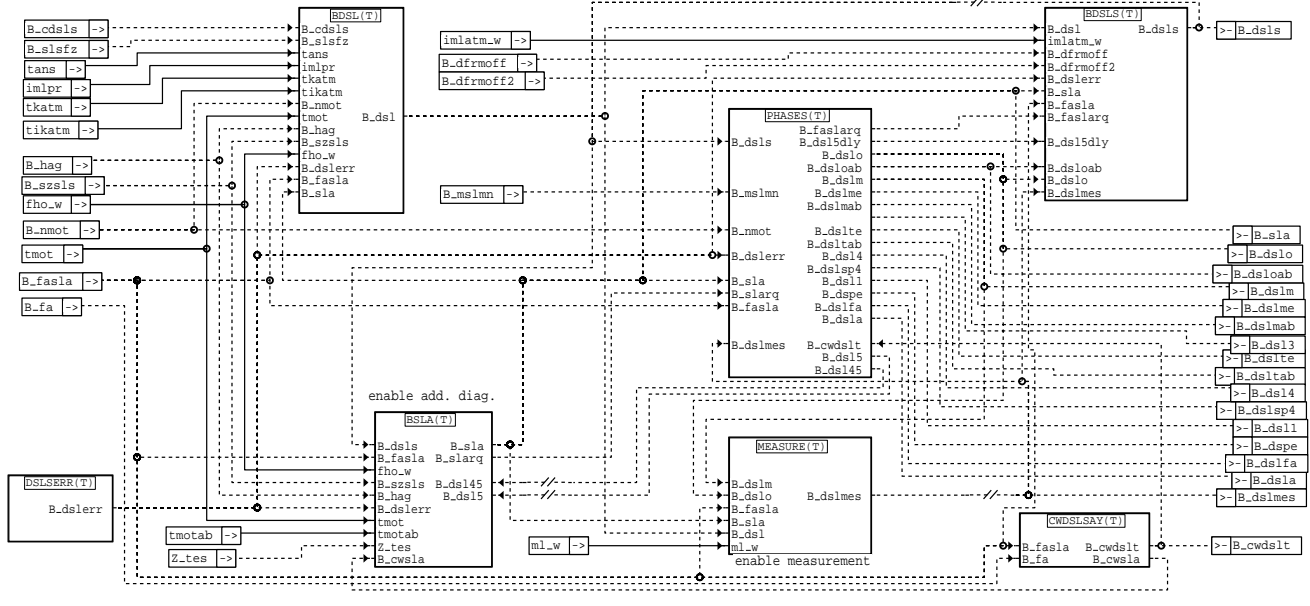 B_cdsls ->
B_slsfz ->
tans ->
imlpr ->
tkatm ->
tikatm ->
B_hag ->
B_szsls ->
fho_w ->
B_nmot ->
tmot ->
B_fasla ->
B_fa ->
BDSL(T)
B_cdsls
B_slsfz
tans
imlpr
tkatm
tikatm
B_nmot
tmot
B_hag
B_szsls
fho_w
B_dslerr
B_fasla
B_sla
B_dsl
imlatm_w ->
B_dfrmoff ->
B_dfrmoff2 ->
B_mslmn ->
BDSLS(T)
B_dsl
imlatm_w
B_dfrmoff
B_dfrmoff2
B_dslerr
B_sla
B_fasla
B_faslarq
B_dsl5dly
B_dsloab
B_dslo
B_dslmes
B_dsls
>- B_dsls
PHASES(T)
B_dsls
B_mslmn
B_nmot
B_dslerr
B_sla
B_slarq
B_fasla
B_dslmes
B_faslarq
B_dsl5dly
B_dslo
B_dsloab
B_dslm
B_dslme
B_dslmab
B_dslte
B_dsltab
B_dsl4
B_dslsp4
B_dsl1
B_dspe
B_dslfa
B_dsla
B_cwdslt
B_dsl5
B_dsl45
>- B_sla
>- B_dslo
>- B_dsloab
>- B_dslm
>- B_dslme
>- B_dslmab
>- B_dsl3
>- B_dslte
>- B_dsltab
>- B_dsl4
>- B_dslsp4
>- B_dsl1
>- B_dspe
>- B_dslfa
>- B_dsla
>- B_dslmes
enable add. diag.
BSLA(T)
B_dsls
B_fasla
fho_w
B_szsls
B_hag
B_dslerr
tmot
tmotab
Z_tes
B_cwsla
B_sla
B_slarq
B_dsl45
B_dsl5
DSLSERR(T)
B_dslerr
tmotab ->
Z_tes ->
MEASURE(T)
B_dslm
B_dslo
B_fasla
B_sla
B_dsl
ml_w
B_dslmes
enable measurement
ml_w ->
CWDSLSAY(T)
B_fasla
B_fa
B_cwdslt
B_cwsla
>- B_cwdslt